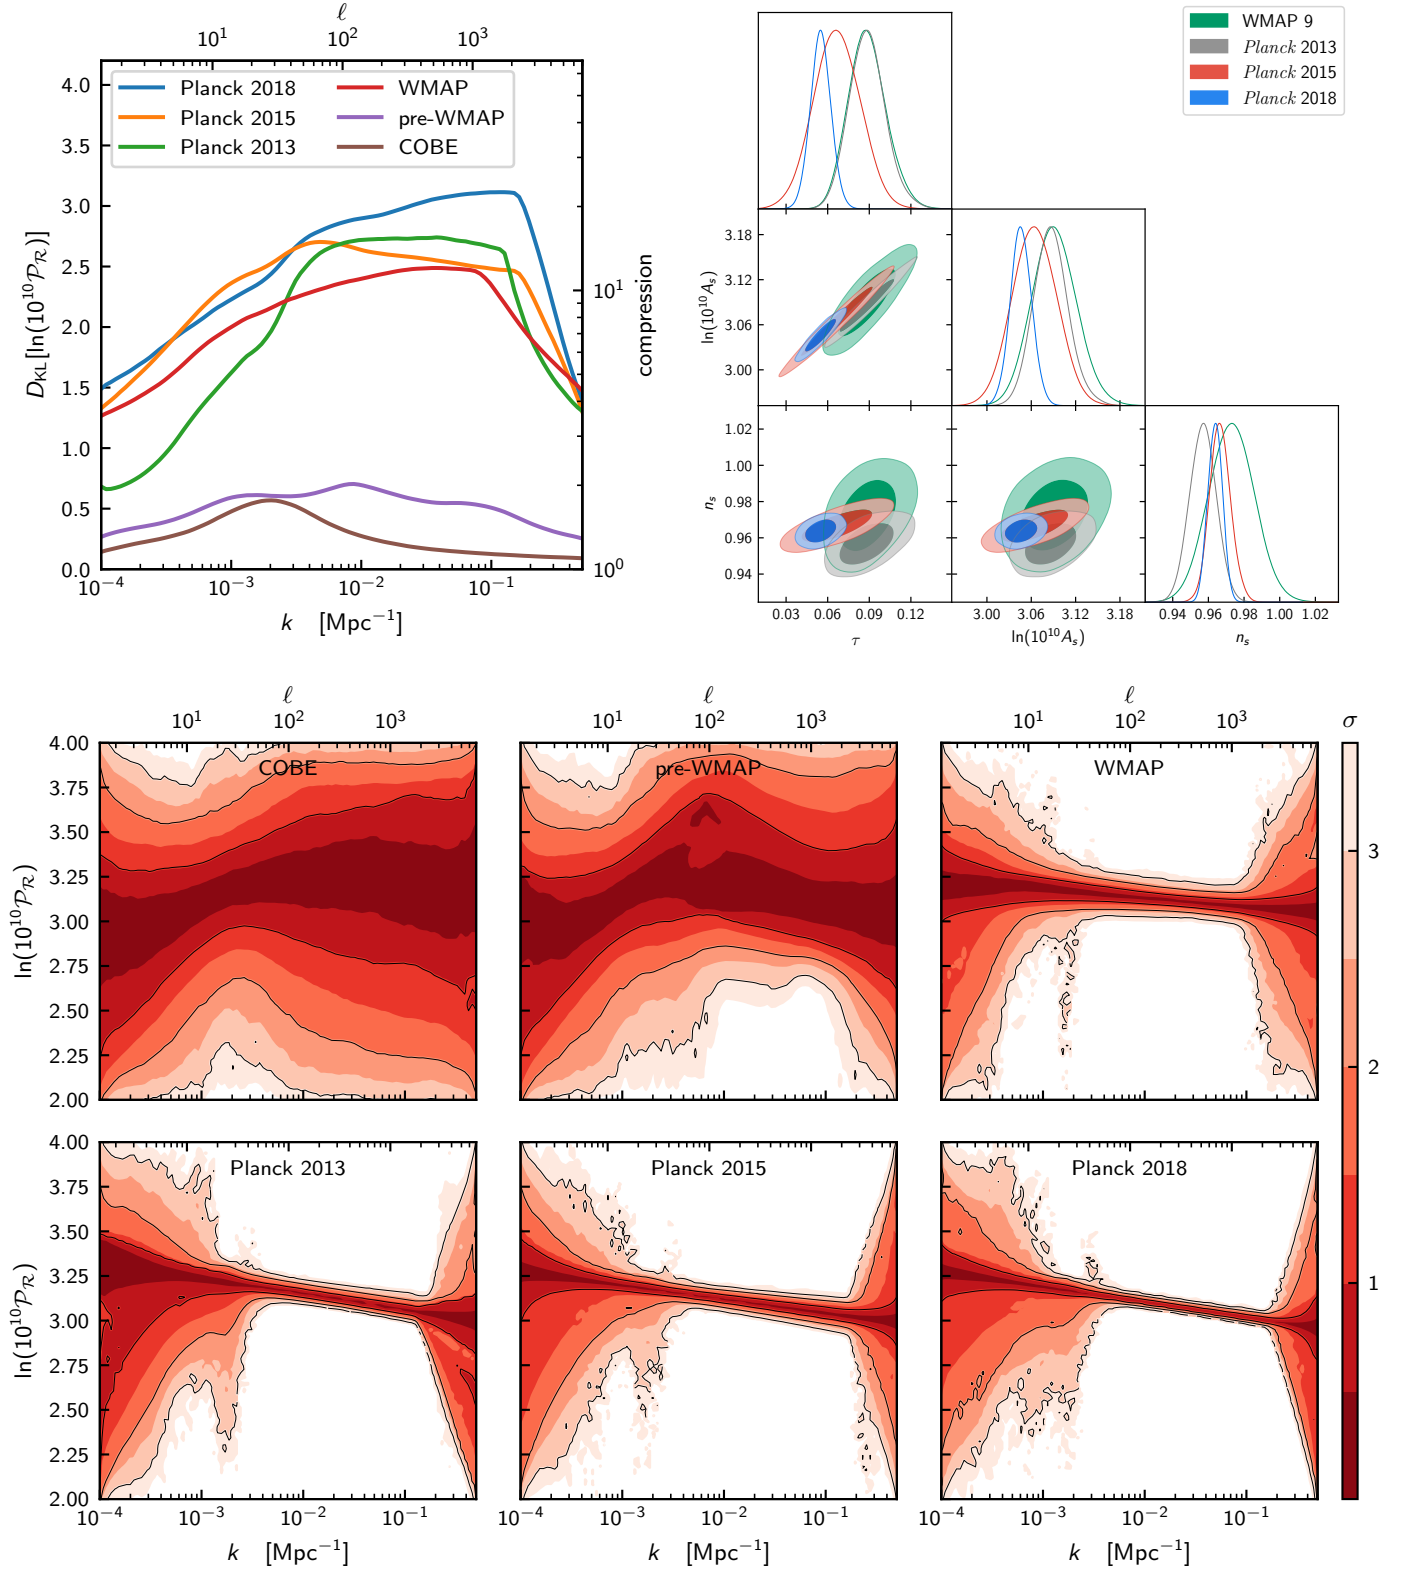 ℓ
10¹ 10² 10³
4.0
3.5
3.0
2.5
2.0
1.5
1.0
0.5
0.0
D_KL[ln(10¹⁰𝒫_ℛ)]
Planck 2018
Planck 2015
Planck 2013
WMAP
pre-WMAP
COBE
10¹
10⁰
compression
10⁻⁴ 10⁻³ 10⁻² 10⁻¹
k [Mpc⁻¹]
WMAP 9
Planck 2013
Planck 2015
Planck 2018
3.18
3.12
3.06
3.00
ln(10¹⁰A_s)
1.02
1.00
0.98
0.96
0.94
n_s
0.03 0.06 0.09 0.12
τ
3.00 3.06 3.12 3.18
ln(10¹⁰A_s)
0.94 0.96 0.98 1.00 1.02
n_s
ℓ
10¹ 10² 10³
ℓ
10¹ 10² 10³
ℓ
10¹ 10² 10³
σ
COBE
pre-WMAP
WMAP
4.00
3.75
3.50
3.25
3.00
2.75
2.50
2.25
2.00
ln(10¹⁰𝒫_ℛ)
3
2
1
Planck 2013
Planck 2015
Planck 2018
4.00
3.75
3.50
3.25
3.00
2.75
2.50
2.25
2.00
ln(10¹⁰𝒫_ℛ)
10⁻⁴ 10⁻³ 10⁻² 10⁻¹
k [Mpc⁻¹]
10⁻⁴ 10⁻³ 10⁻² 10⁻¹
k [Mpc⁻¹]
10⁻⁴ 10⁻³ 10⁻² 10⁻¹
k [Mpc⁻¹]